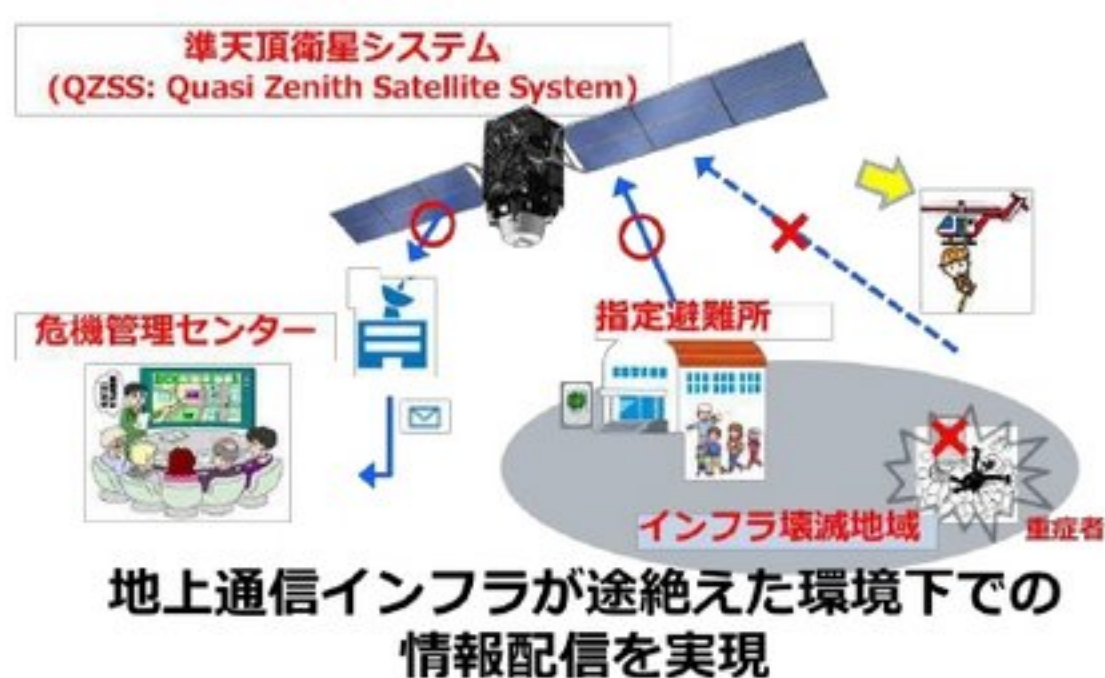 準天頂衛星システム
(QZSS: Quasi Zenith Satellite System)
危機管理センター
指定避難所
インフラ壊滅地域
重症者
地上通信インフラが途絶えた環境下での
情報配信を実現